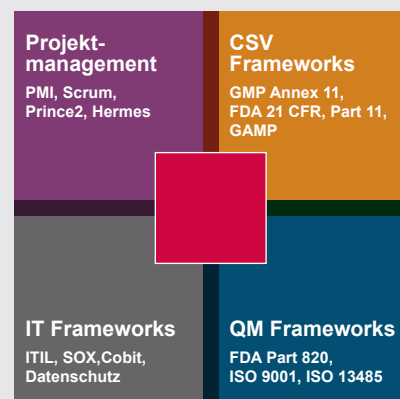 Projekt-
management
PMI, Scrum,
Prince2, Hermes
CSV
Frameworks
GMP Annex 11,
FDA 21 CFR, Part 11,
GAMP
IT Frameworks
ITIL, SOX,Cobit,
Datenschutz
QM Frameworks
FDA Part 820,
ISO 9001, ISO 13485